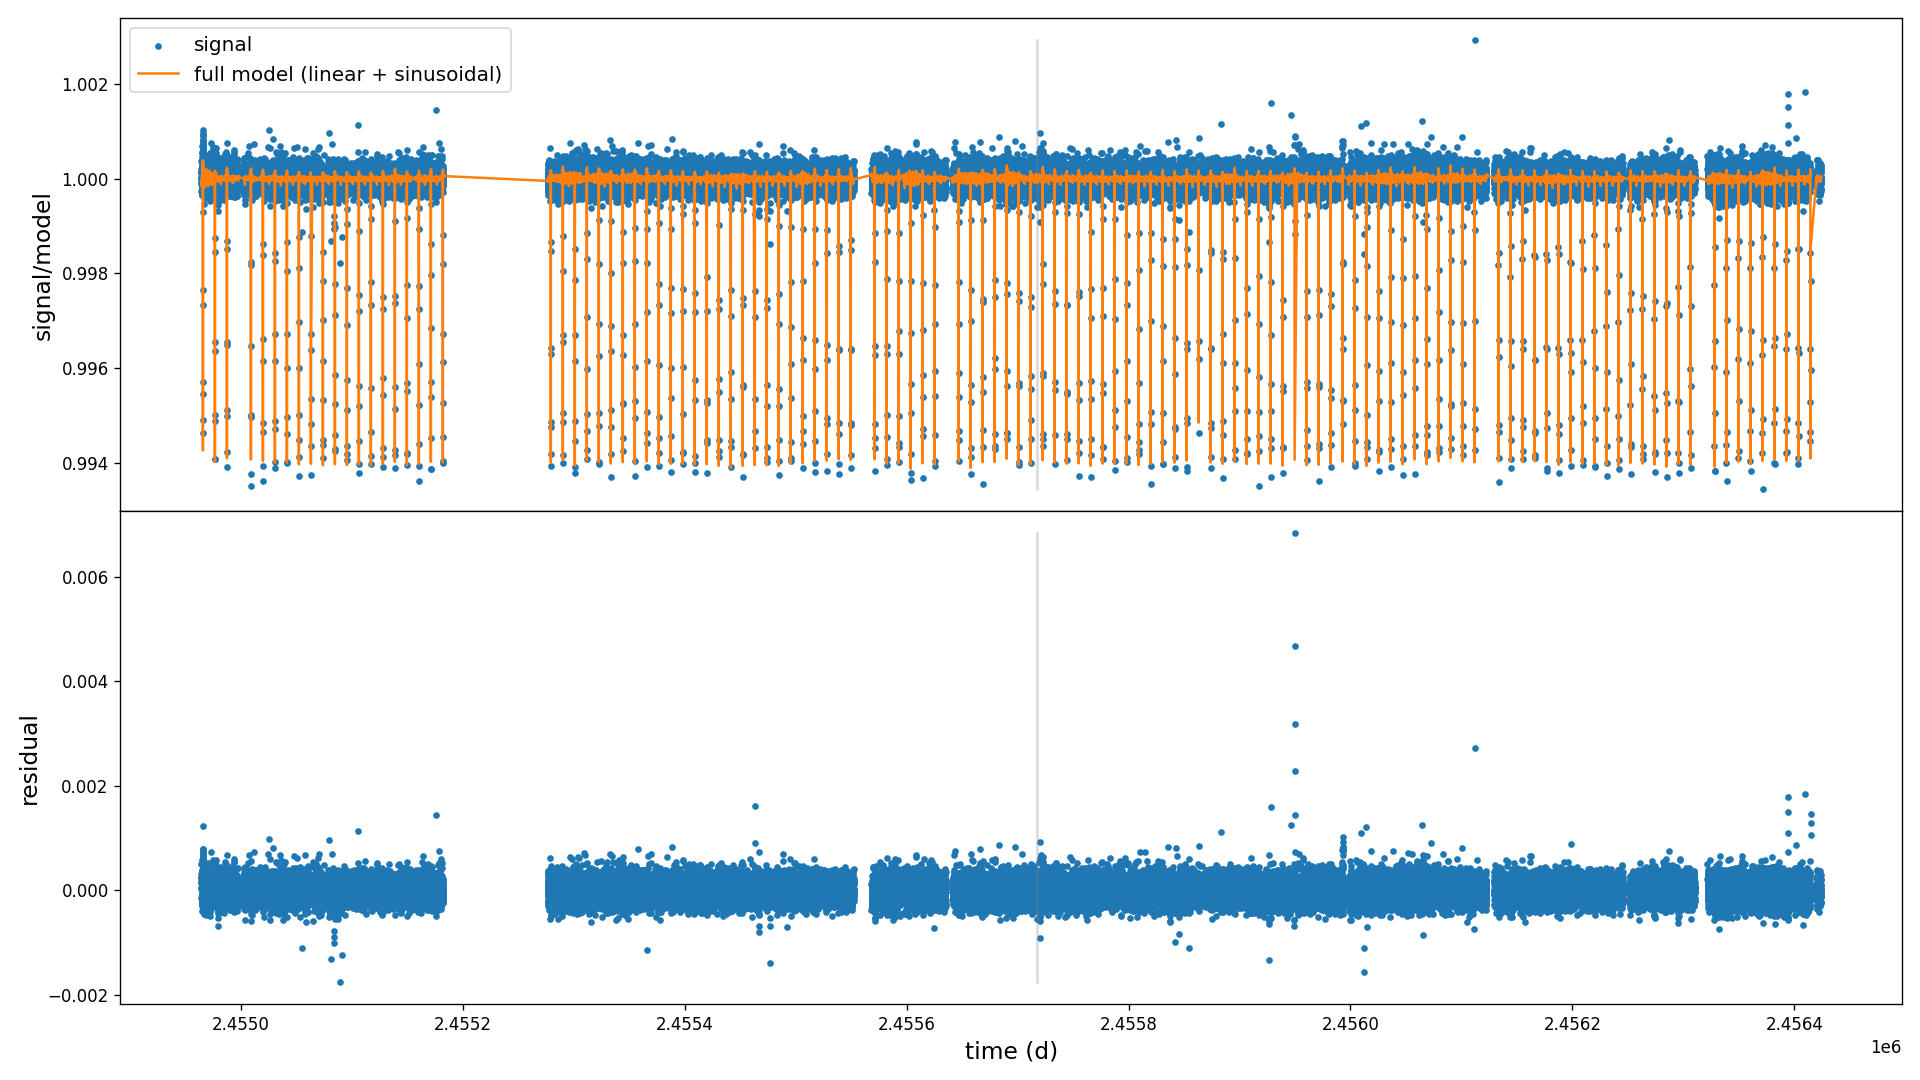 signal
full model (linear + sinusoidal)
signal/model
1.002
1.000
0.998
0.996
0.994
residual
0.006
0.004
0.002
0.000
−0.002
2.4550 2.4552 2.4554 2.4556 2.4558 2.4560 2.4562 2.4564
time (d)
1e6